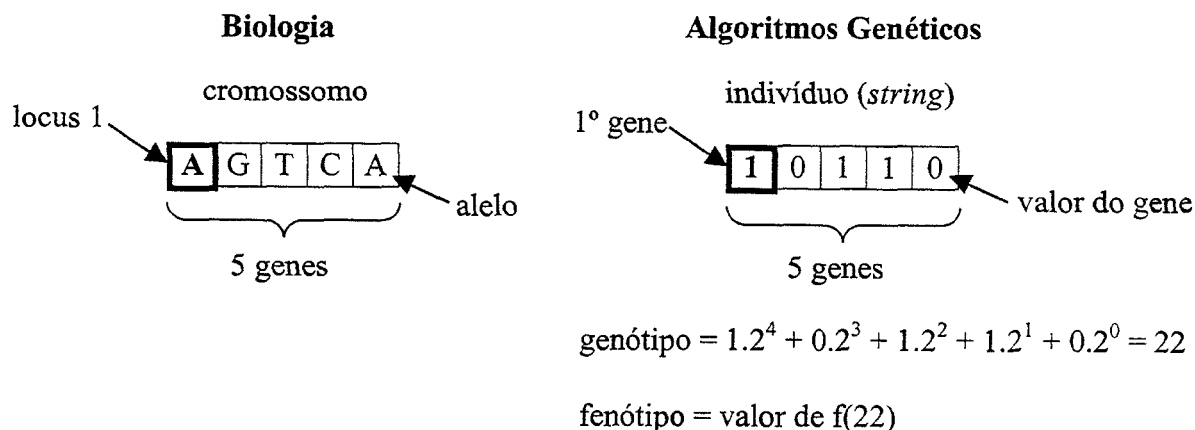 Biologia
cromossomo
locus 1
A G T C A
alelo
5 genes
Algoritmos Genéticos
indivíduo (string)
1º gene
1 0 1 1 0
valor do gene
5 genes
genótipo = 1.2⁴ + 0.2³ + 1.2² + 1.2¹ + 0.2⁰ = 22
fenótipo = valor de f(22)